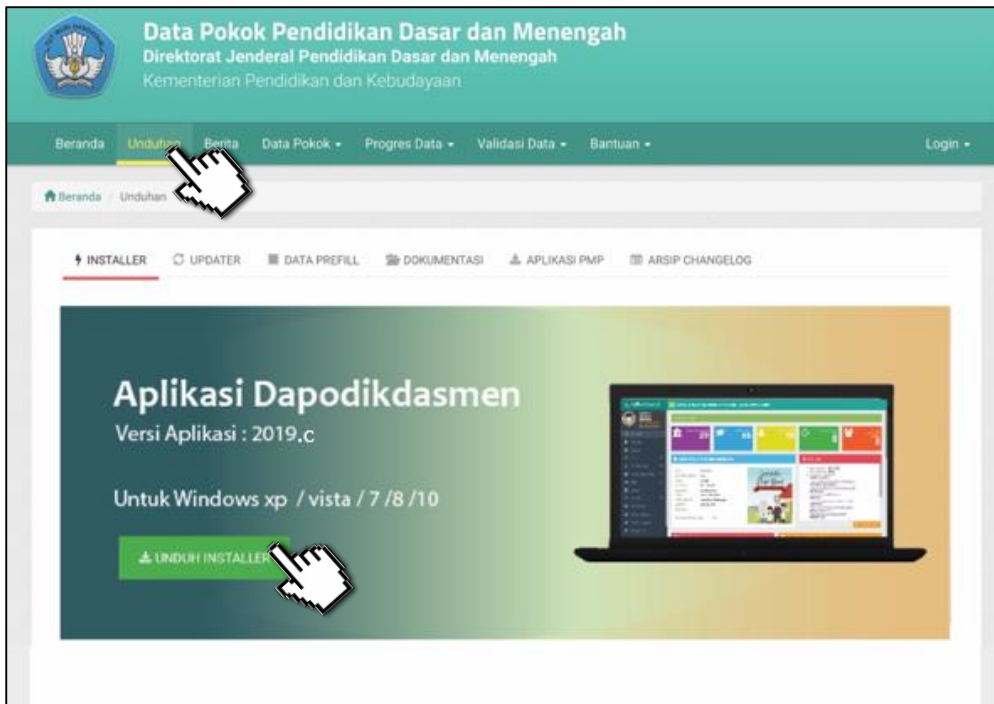 Data Pokok Pendidikan Dasar dan Menengah
Direktorat Jenderal Pendidikan Dasar dan Menengah
Kementerian Pendidikan dan Kebudayaan
Beranda Unduhan Berita Data Pokok Progres Data Validasi Data Bantuan Login
Beranda / Unduhan
INSTALLER UPDATER DATA PREFILL DOKUMENTASI APLIKASI PMP ARSIP CHANGELOG
Aplikasi Dapodikdasmen
Versi Aplikasi : 2019.c
Untuk Windows xp / vista / 7 /8 /10
UNDUH INSTALLER